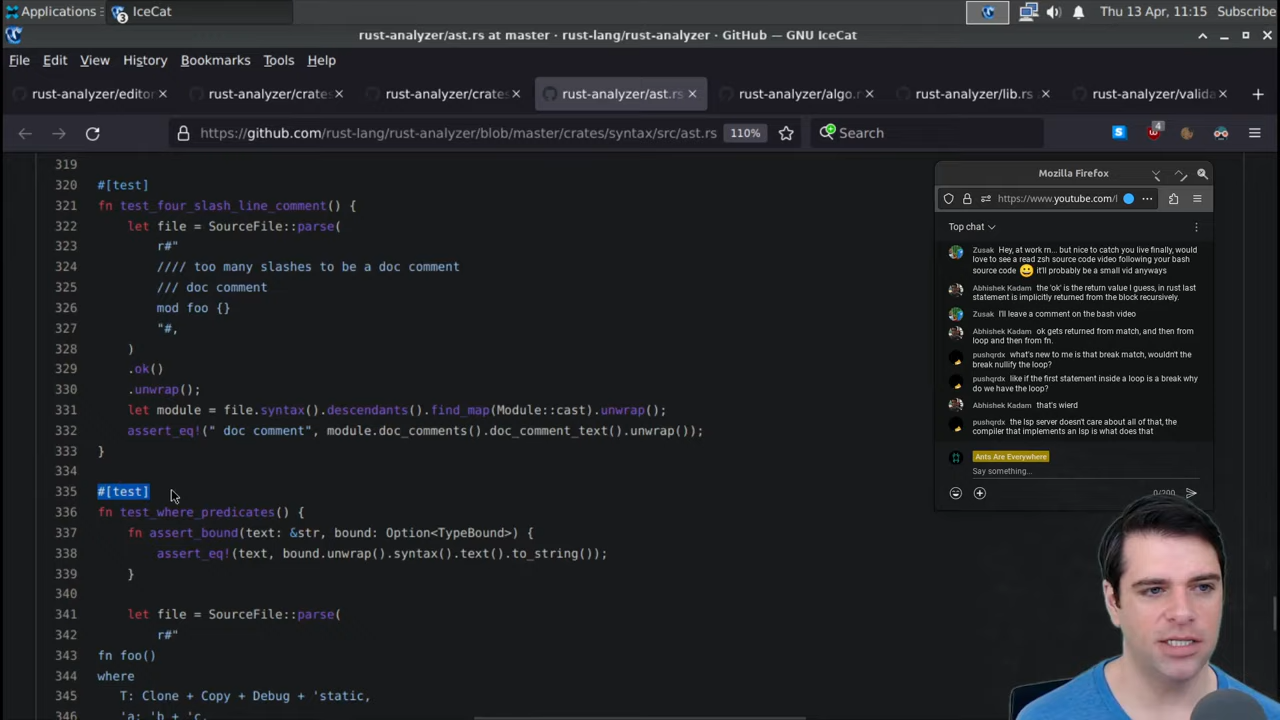 Applications
IceCat
3
Thu 13 Apr, 11:15
Subscribe
rust-analyzer/ast.rs at master · rust-lang/rust-analyzer · GitHub — GNU IceCat
File Edit View History Bookmarks Tools Help
rust-analyzer/editor
rust-analyzer/crates
rust-analyzer/crate
rust-analyzer/ast.rs
rust-analyzer/algo.r
rust-analyzer/lib.rs
rust-analyzer/valida
https://github.com/rust-lang/rust-analyzer/blob/master/crates/syntax/src/ast.rs
110%
Search
4
319
320 #[test]
321 fn test_four_slash_line_comment() {
322 let file = SourceFile::parse(
323 r#"
324 //// too many slashes to be a doc comment
325 /// doc comment
326 mod foo {}
327 "#,
328 )
329 .ok()
330 .unwrap();
331 let module = file.syntax().descendants().find_map(Module::cast).unwrap();
332 assert_eq!(" doc comment", module.doc_comments().doc_comment_text().unwrap());
333 }
334
335 #[test]
336 fn test_where_predicates() {
337 fn assert_bound(text: &str, bound: Option<TypeBound>) {
338 assert_eq!(text, bound.unwrap().syntax().text().to_string());
339 }
340
341 let file = SourceFile::parse(
342 r#"
343 fn foo()
344 where
345 T: Clone + Copy + Debug + 'static,
346 'a: 'b + 'c,
Mozilla Firefox
https://www.youtube.com/l
Top chat
Zusak Hey, at work rn... but nice to catch you live finally, would
love to see a read zsh source code video following your bash
source code 😀 it'll probably be a small vid anyways
Abhishek Kadam the 'ok' is the return value I guess, in rust last
statement is implicitly returned from the block recursively.
Zusak I'll leave a comment on the bash video
Abhishek Kadam ok gets returned from match, and then from
loop and then from fn.
pushqrdx what's new to me is that break match, wouldn't the
break nullify the loop?
pushqrdx like if the first statement inside a loop is a break why
do we have the loop?
Abhishek Kadam that's wierd
pushqrdx the lsp server doesn't care about all of that, the
compiler that implements an lsp is what does that
Ants Are Everywhere
Say something...
0/200